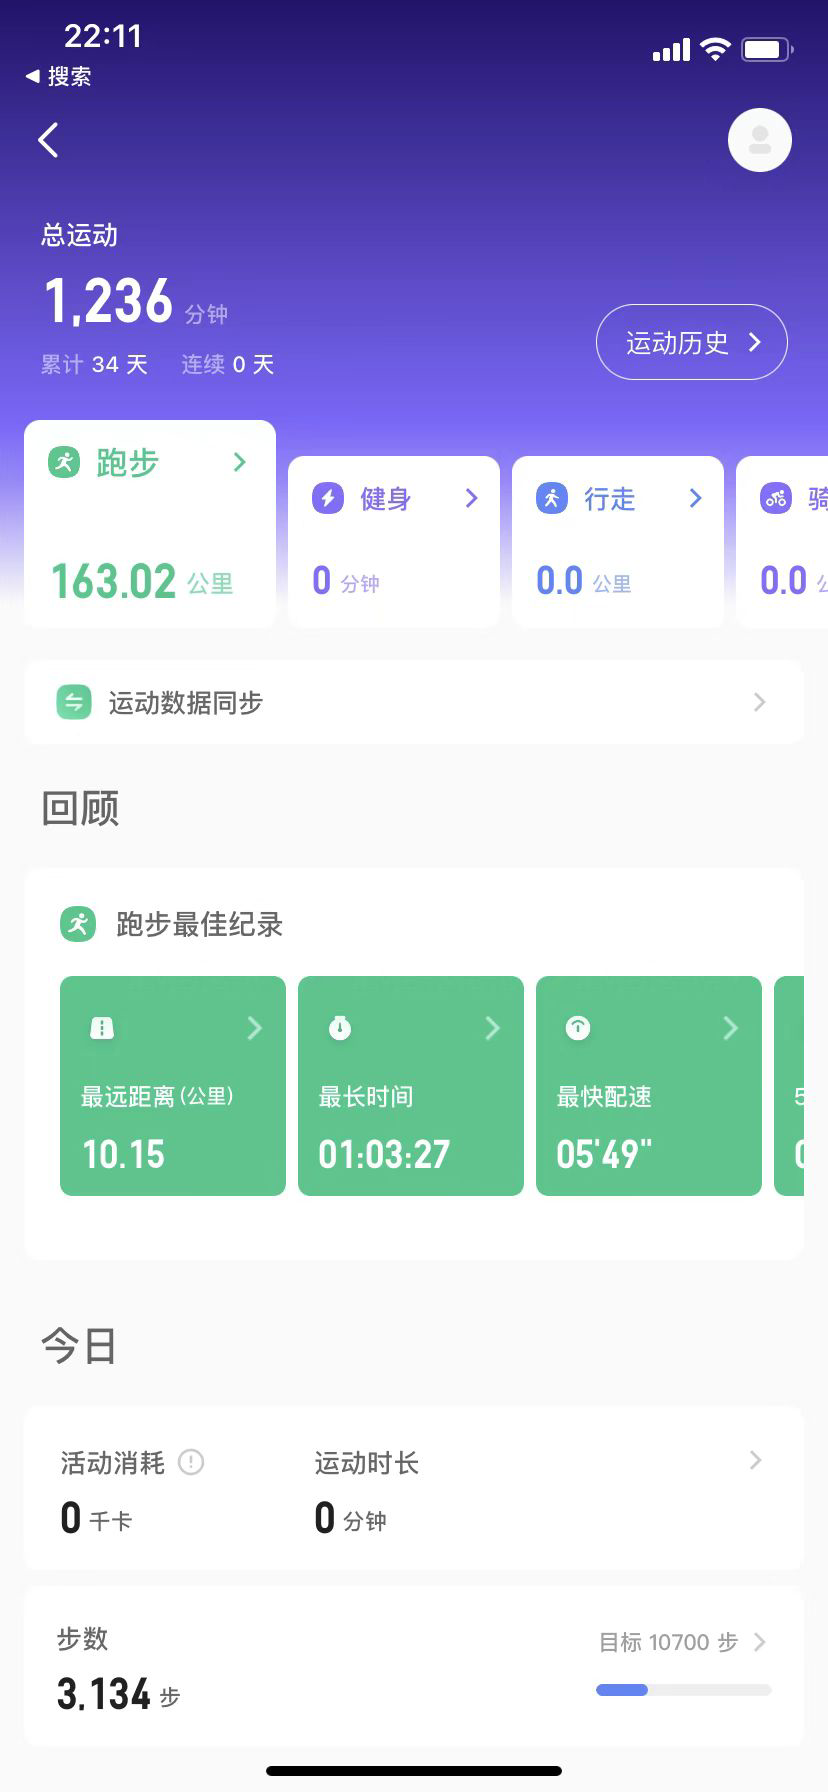 22:11
搜索
总运动
1,236 分钟
累计 34 天 连续 0 天
运动历史
跑步
163.02 公里
健身
0 分钟
行走
0.0 公里
0.0
运动数据同步
回顾
跑步最佳纪录
最远距离(公里)
10.15
最长时间
01:03:27
最快配速
05'49"
今日
活动消耗
0 千卡
运动时长
0 分钟
步数
3,134 步
目标 10700 步